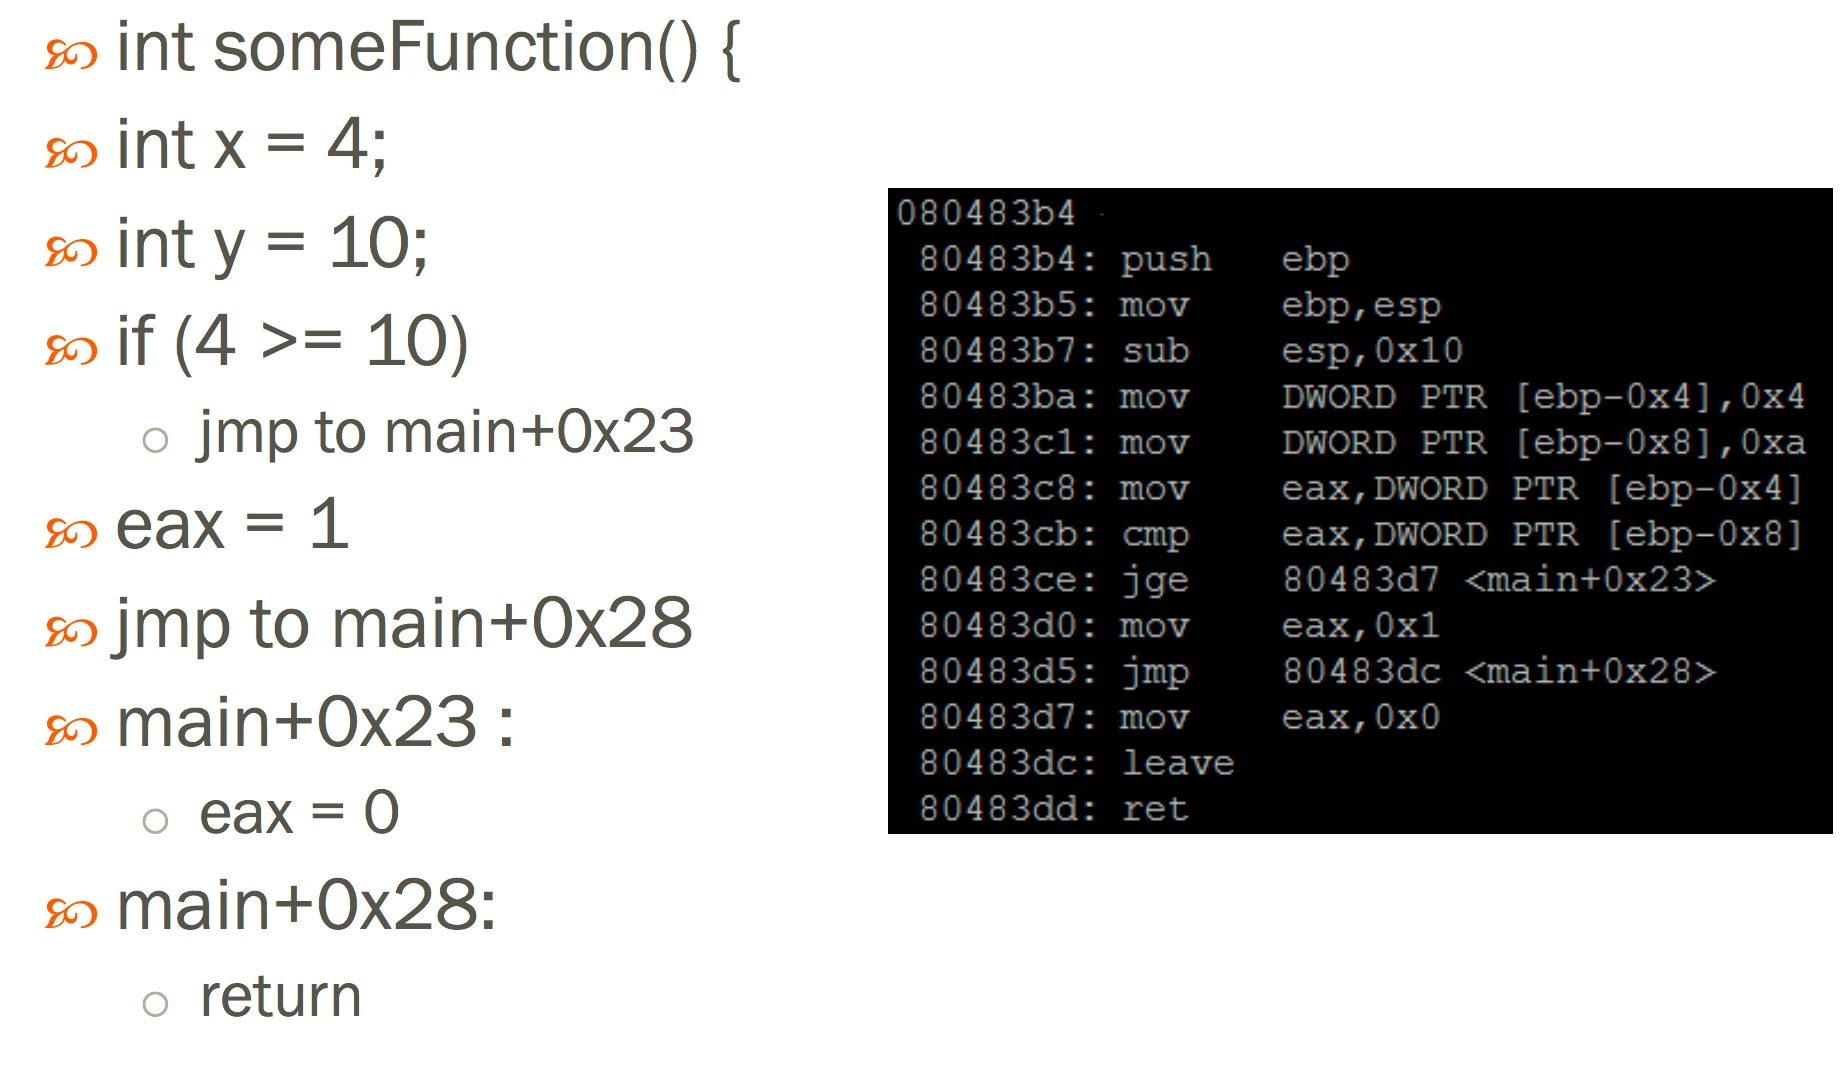 int someFunction() {
int x = 4;
int y = 10;
if (4 >= 10)
jmp to main+0x23
eax = 1
jmp to main+0x28
main+0x23 :
eax = 0
main+0x28:
return
080483b4
80483b4: push ebp
80483b5: mov ebp,esp
80483b7: sub esp,0x10
80483ba: mov DWORD PTR [ebp-0x4],0x4
80483c1: mov DWORD PTR [ebp-0x8],0xa
80483c8: mov eax,DWORD PTR [ebp-0x4]
80483cb: cmp eax,DWORD PTR [ebp-0x8]
80483ce: jge 80483d7 <main+0x23>
80483d0: mov eax,0x1
80483d5: jmp 80483dc <main+0x28>
80483d7: mov eax,0x0
80483dc: leave
80483dd: ret